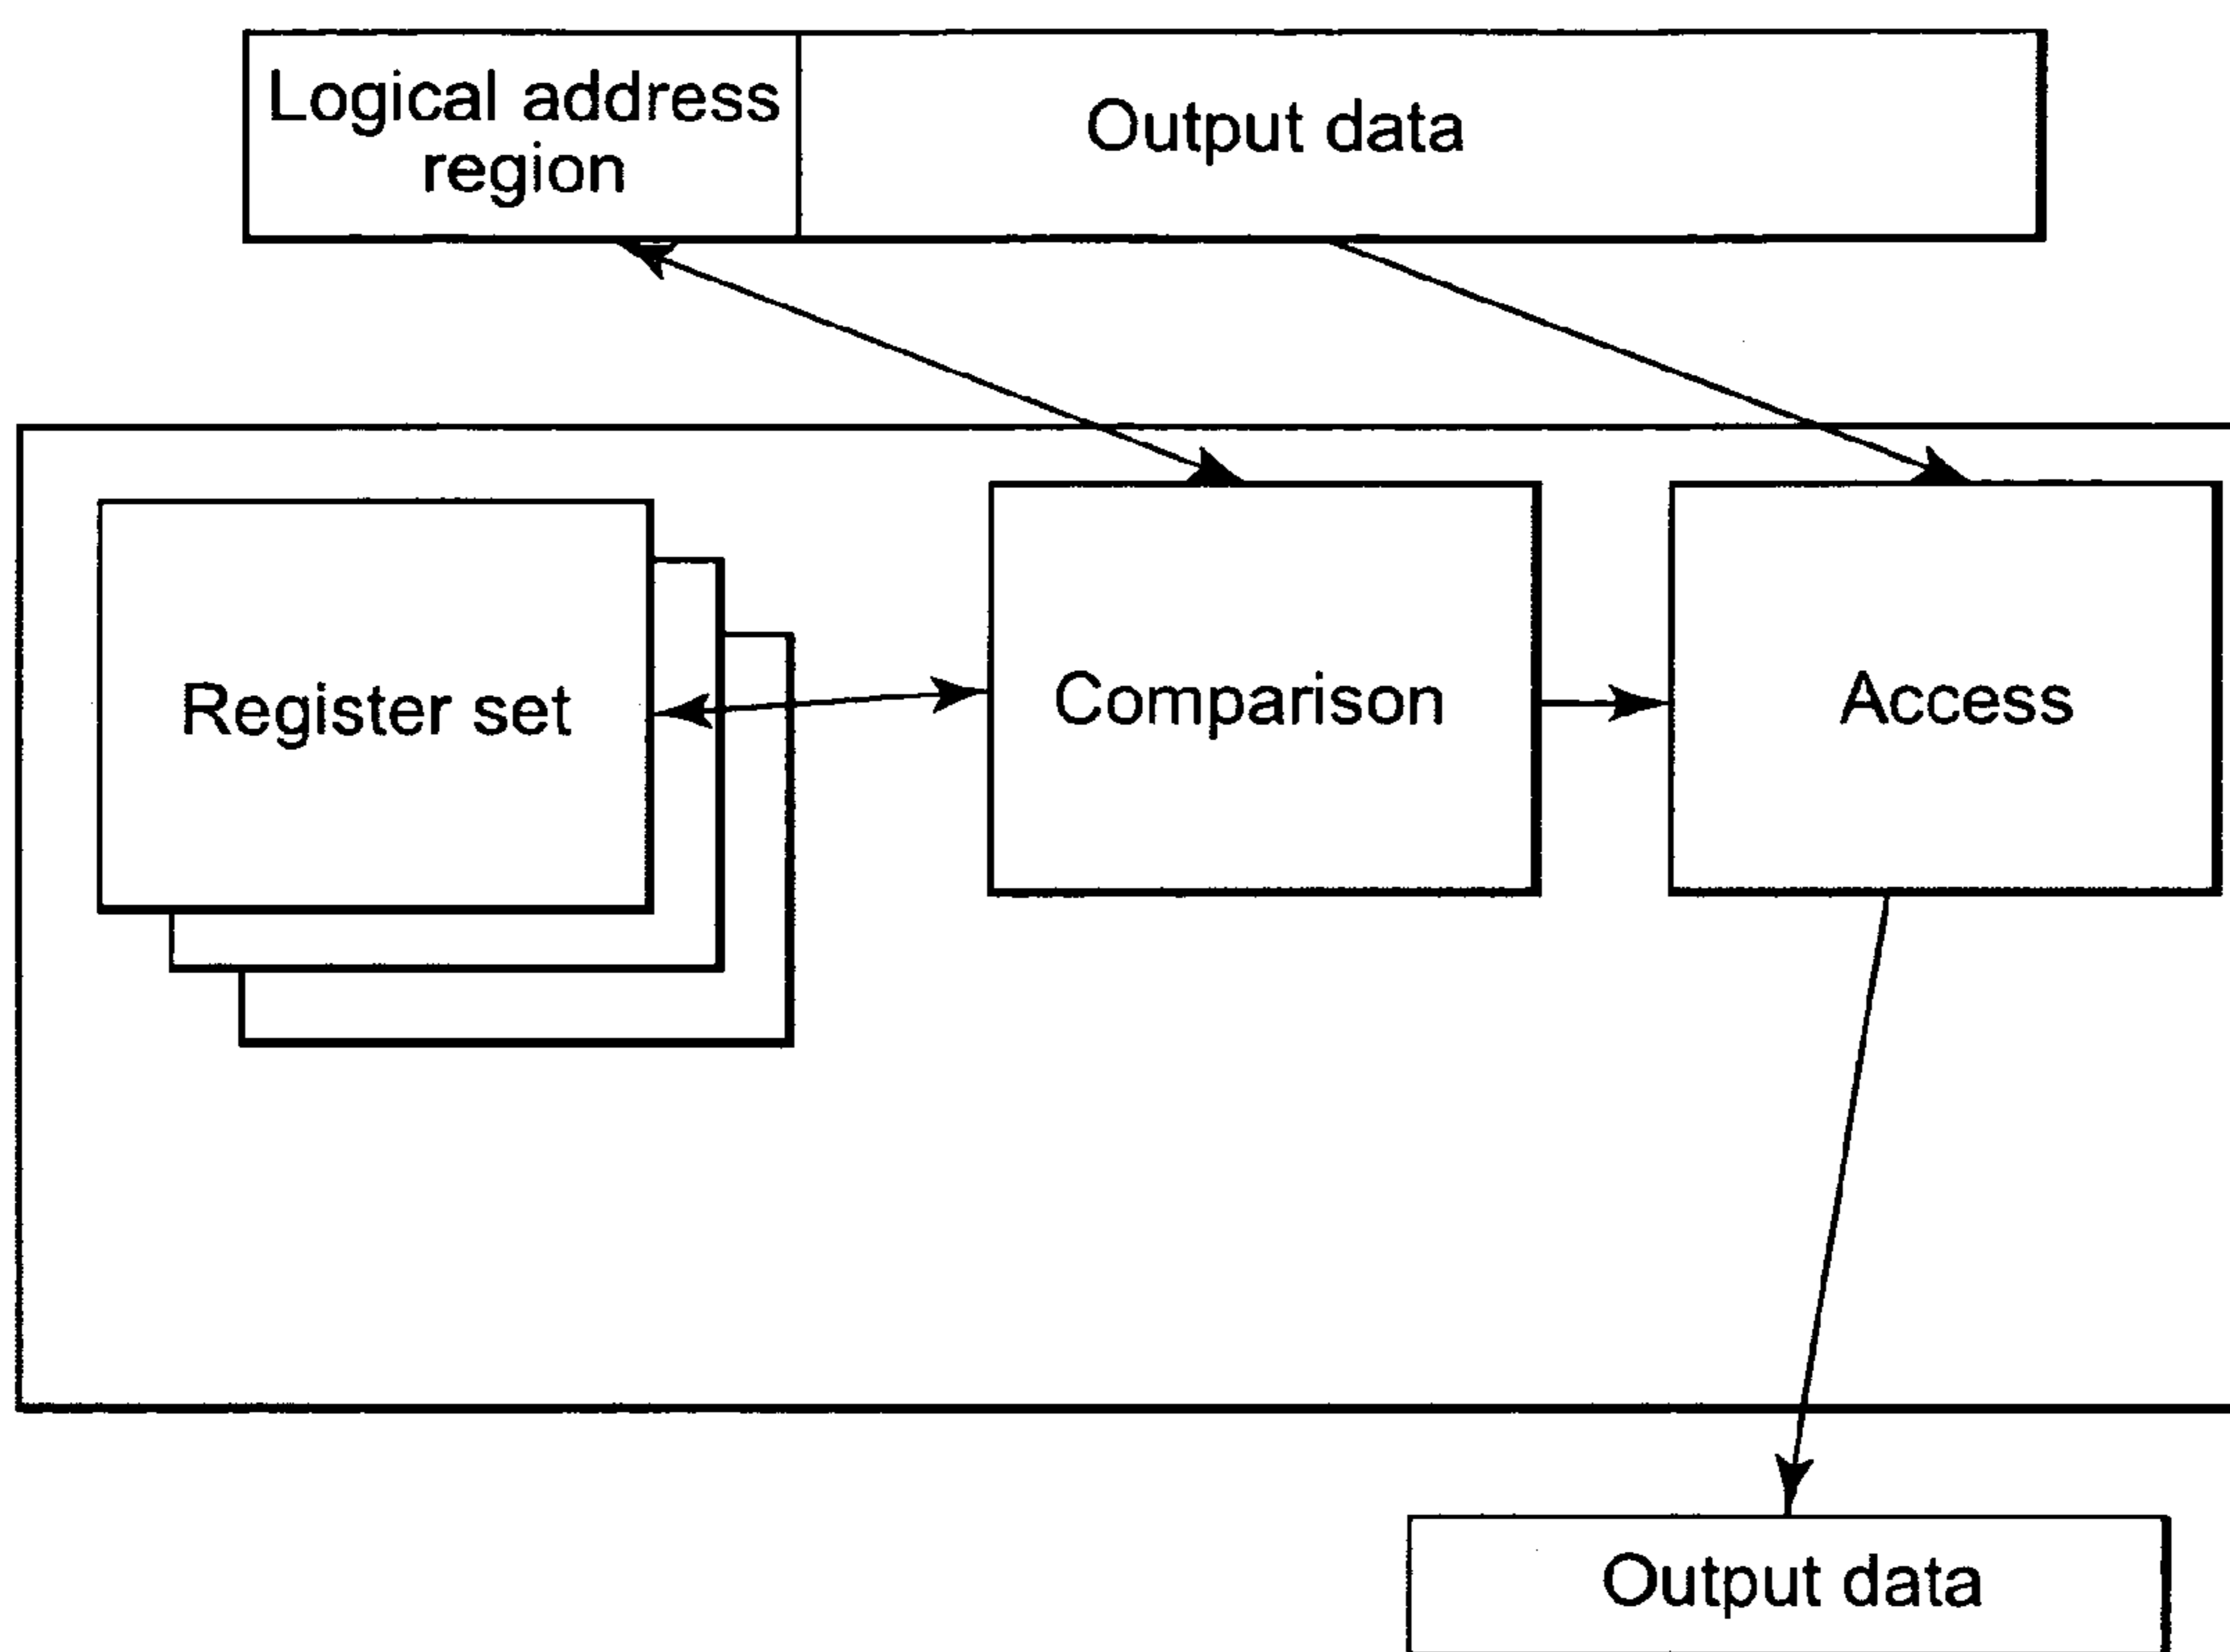 Logical address
region
Output data
Register set
Comparison
Access
Output data